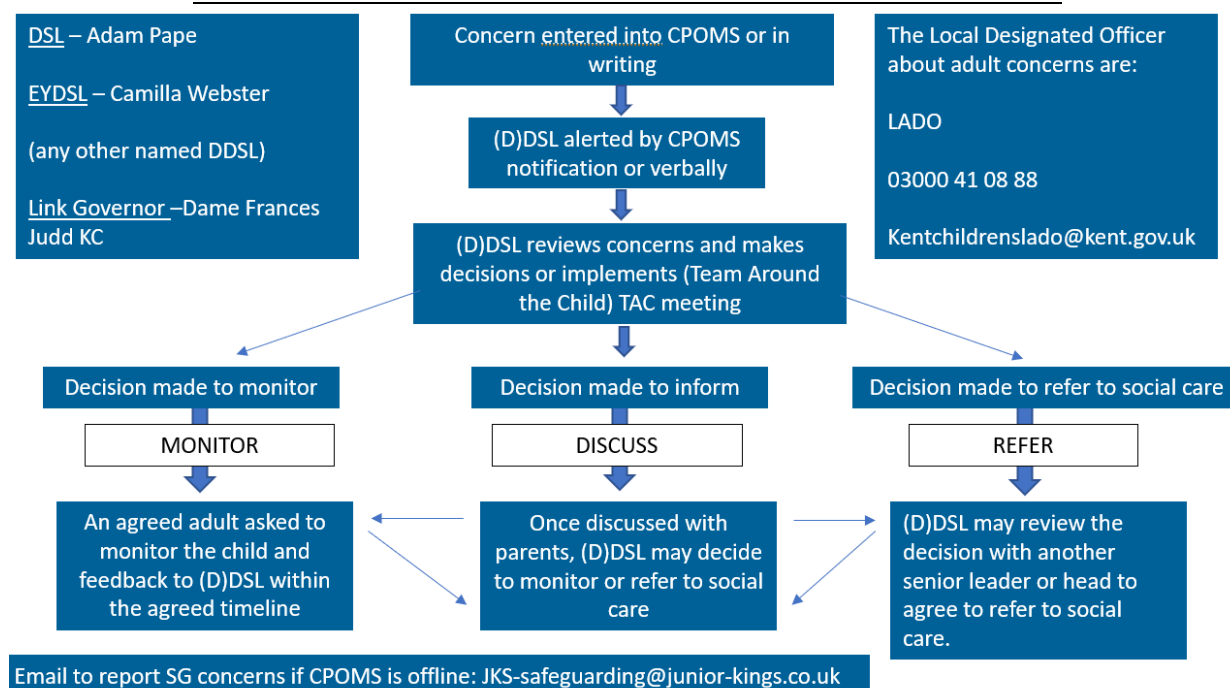 DSL – Adam Pape
EYDSL – Camilla Webster
(any other named DDSL)
Link Governor –Dame Frances
Judd KC
Concern entered into CPOMS or in
writing
The Local Designated Officer
about adult concerns are:
LADO
03000 41 08 88
Kentchildrenslado@kent.gov.uk
(D)DSL alerted by CPOMS
notification or verbally
(D)DSL reviews concerns and makes
decisions or implements (Team Around
the Child) TAC meeting
Decision made to monitor
Decision made to inform
Decision made to refer to social care
MONITOR
DISCUSS
REFER
An agreed adult asked to
monitor the child and
feedback to (D)DSL within
the agreed timeline
Once discussed with
parents, (D)DSL may decide
to monitor or refer to social
care
(D)DSL may review the
decision with another
senior leader or head to
agree to refer to social
care.
Email to report SG concerns if CPOMS is offline: JKS-safeguarding@junior-kings.co.uk